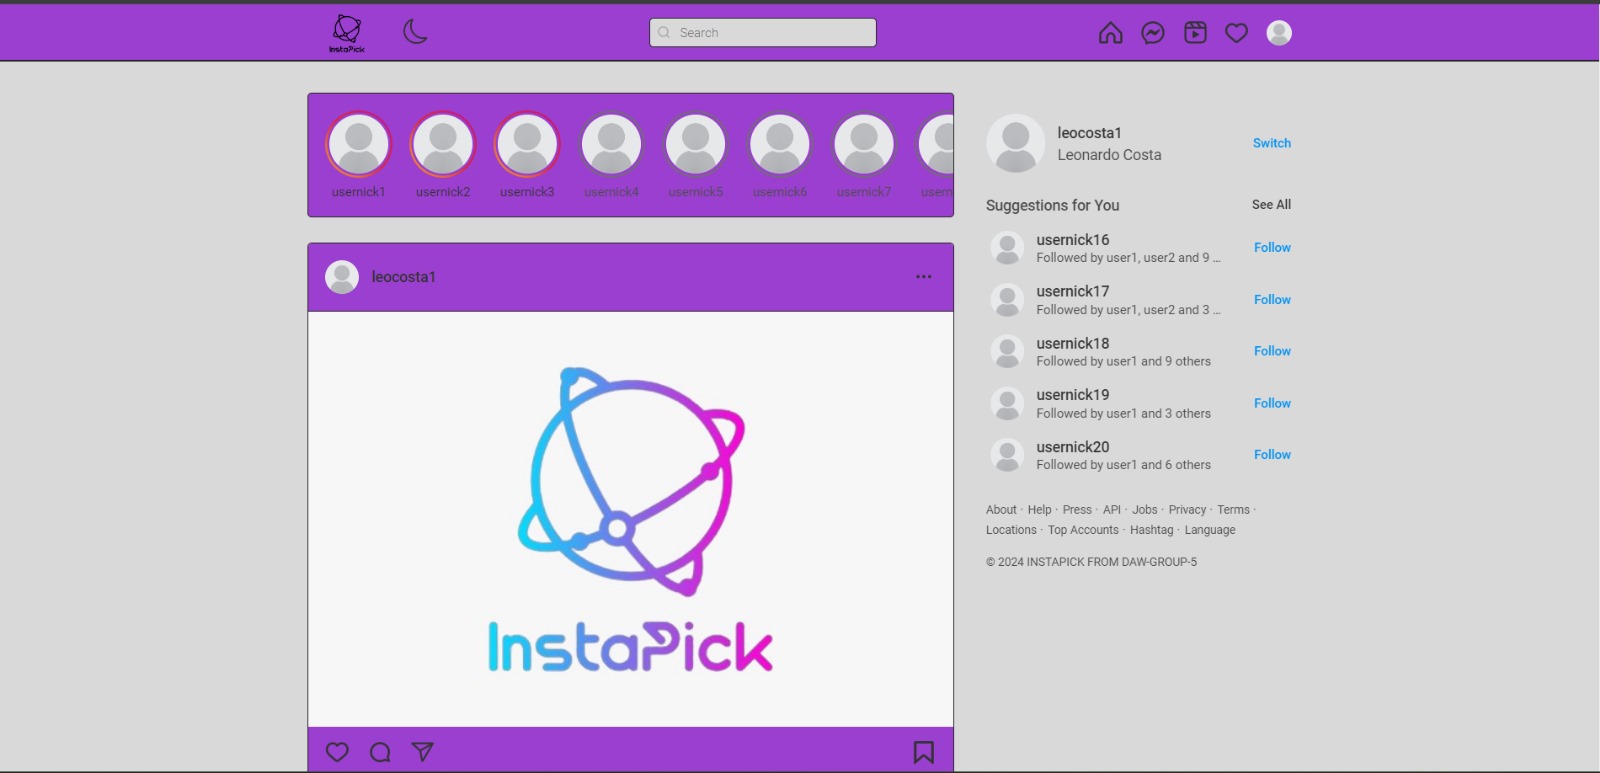 InstaPick
Search
usernick1 usernick2 usernick3 usernick4 usernick5 usernick6 usernick7 usern
leocosta1
InstaPick
leocosta1
Leonardo Costa
Switch
Suggestions for You See All
usernick16
Followed by user1, user2 and 9 ...
Follow
usernick17
Followed by user1, user2 and 3 ...
Follow
usernick18
Followed by user1 and 9 others
Follow
usernick19
Followed by user1 and 3 others
Follow
usernick20
Followed by user1 and 6 others
Follow
About · Help · Press · API · Jobs · Privacy · Terms ·
Locations · Top Accounts · Hashtag · Language
© 2024 INSTAPICK FROM DAW-GROUP-5